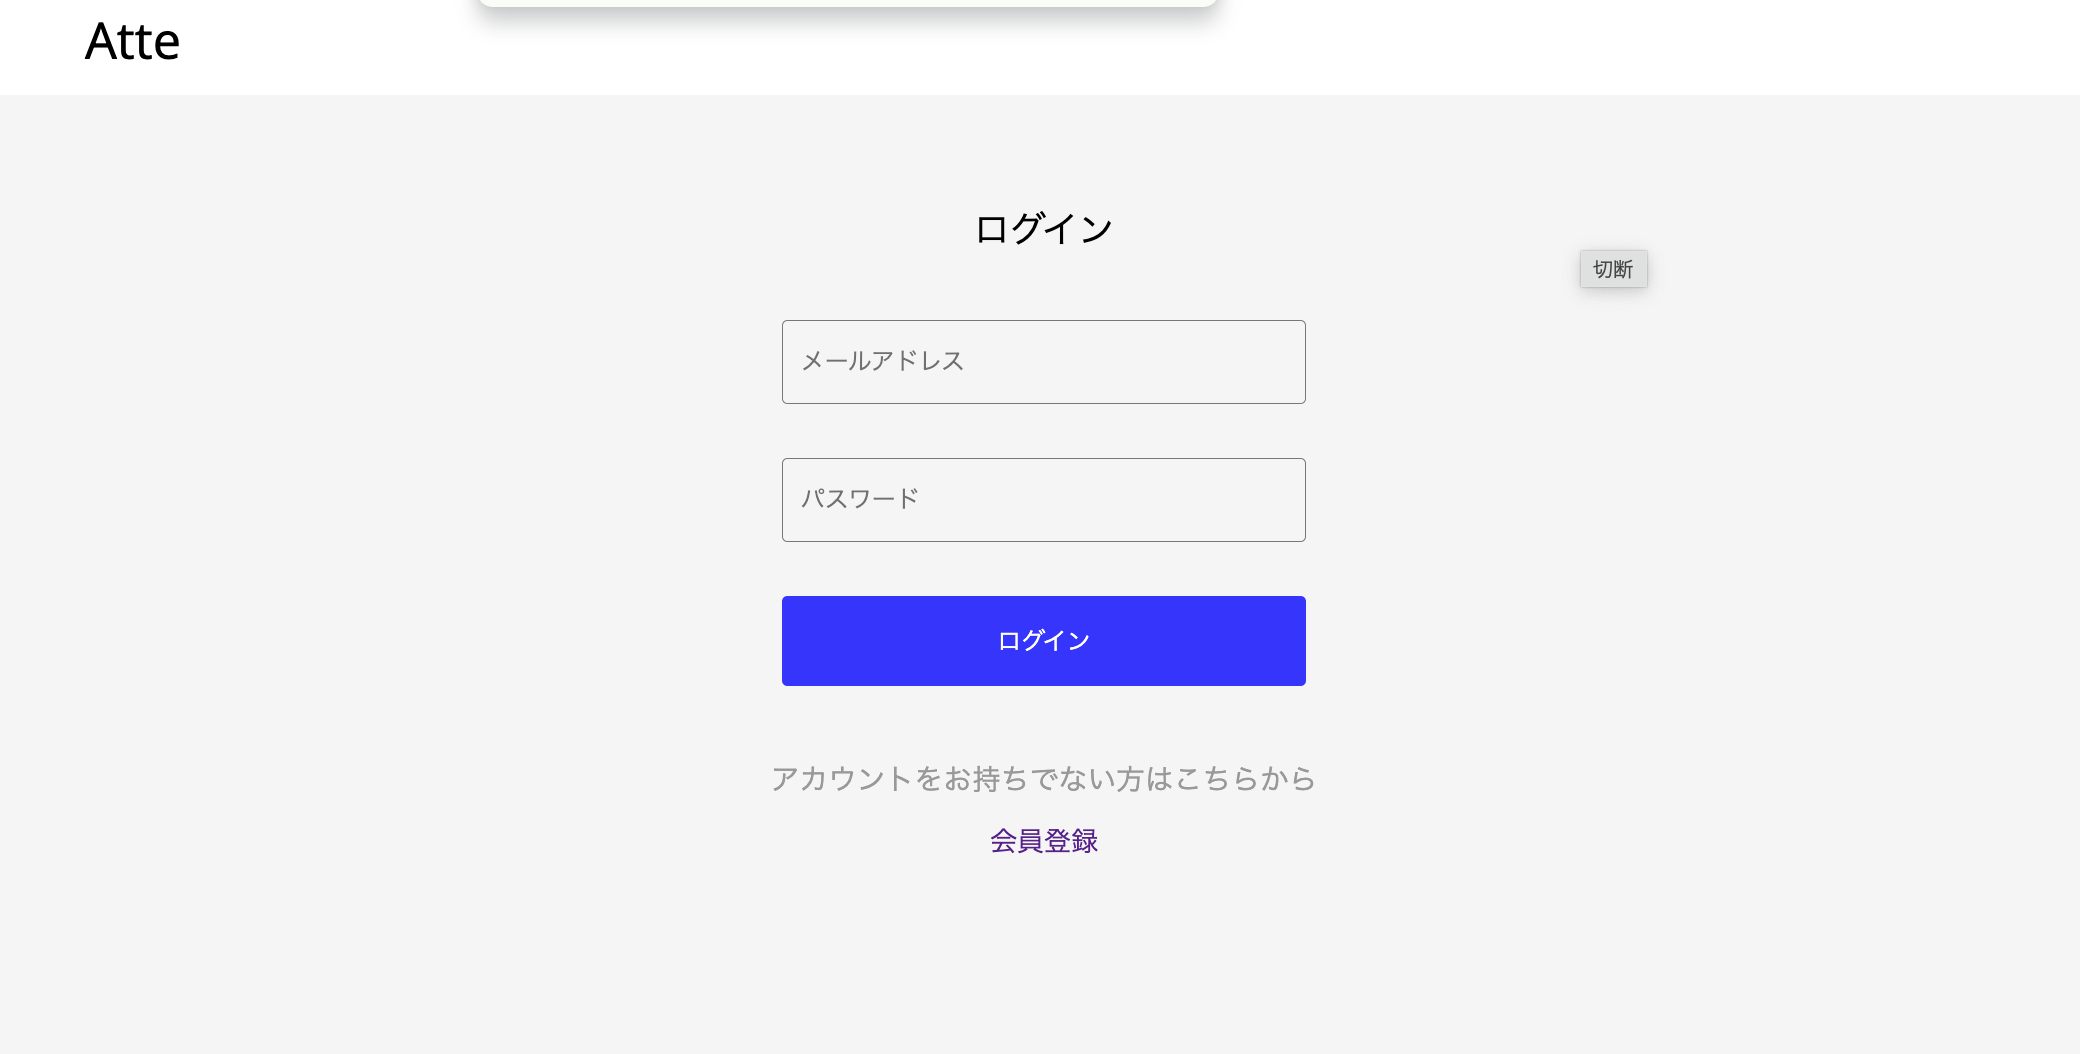 Atte
ログイン
切断
メールアドレス
パスワード
ログイン
アカウントをお持ちでない方はこちらから
会員登録